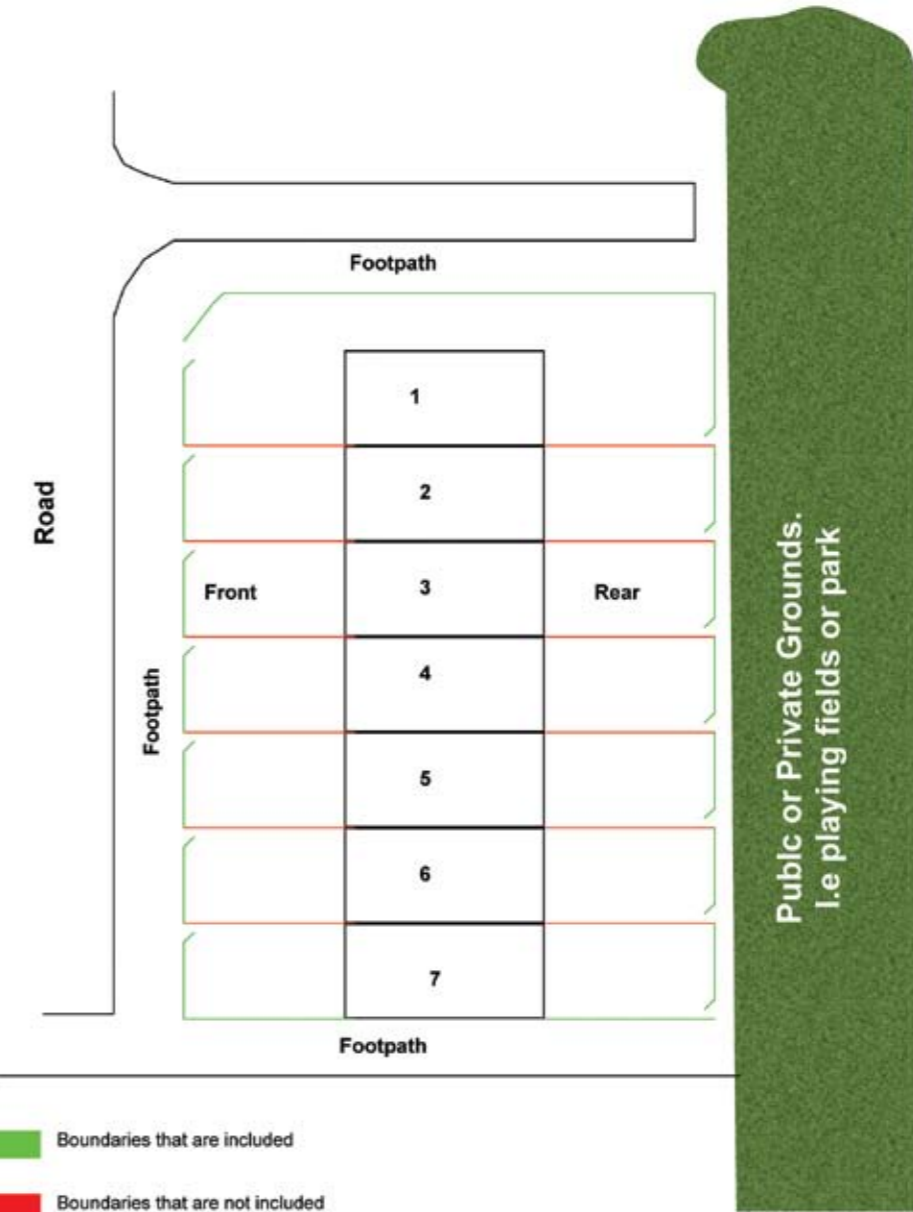 Footpath
1
2
Road
3
Front
Rear
4
Footpath
5
6
7
Footpath
Publc or Private Grounds.
I.e playing fields or park
Boundaries that are included
Boundaries that are not included